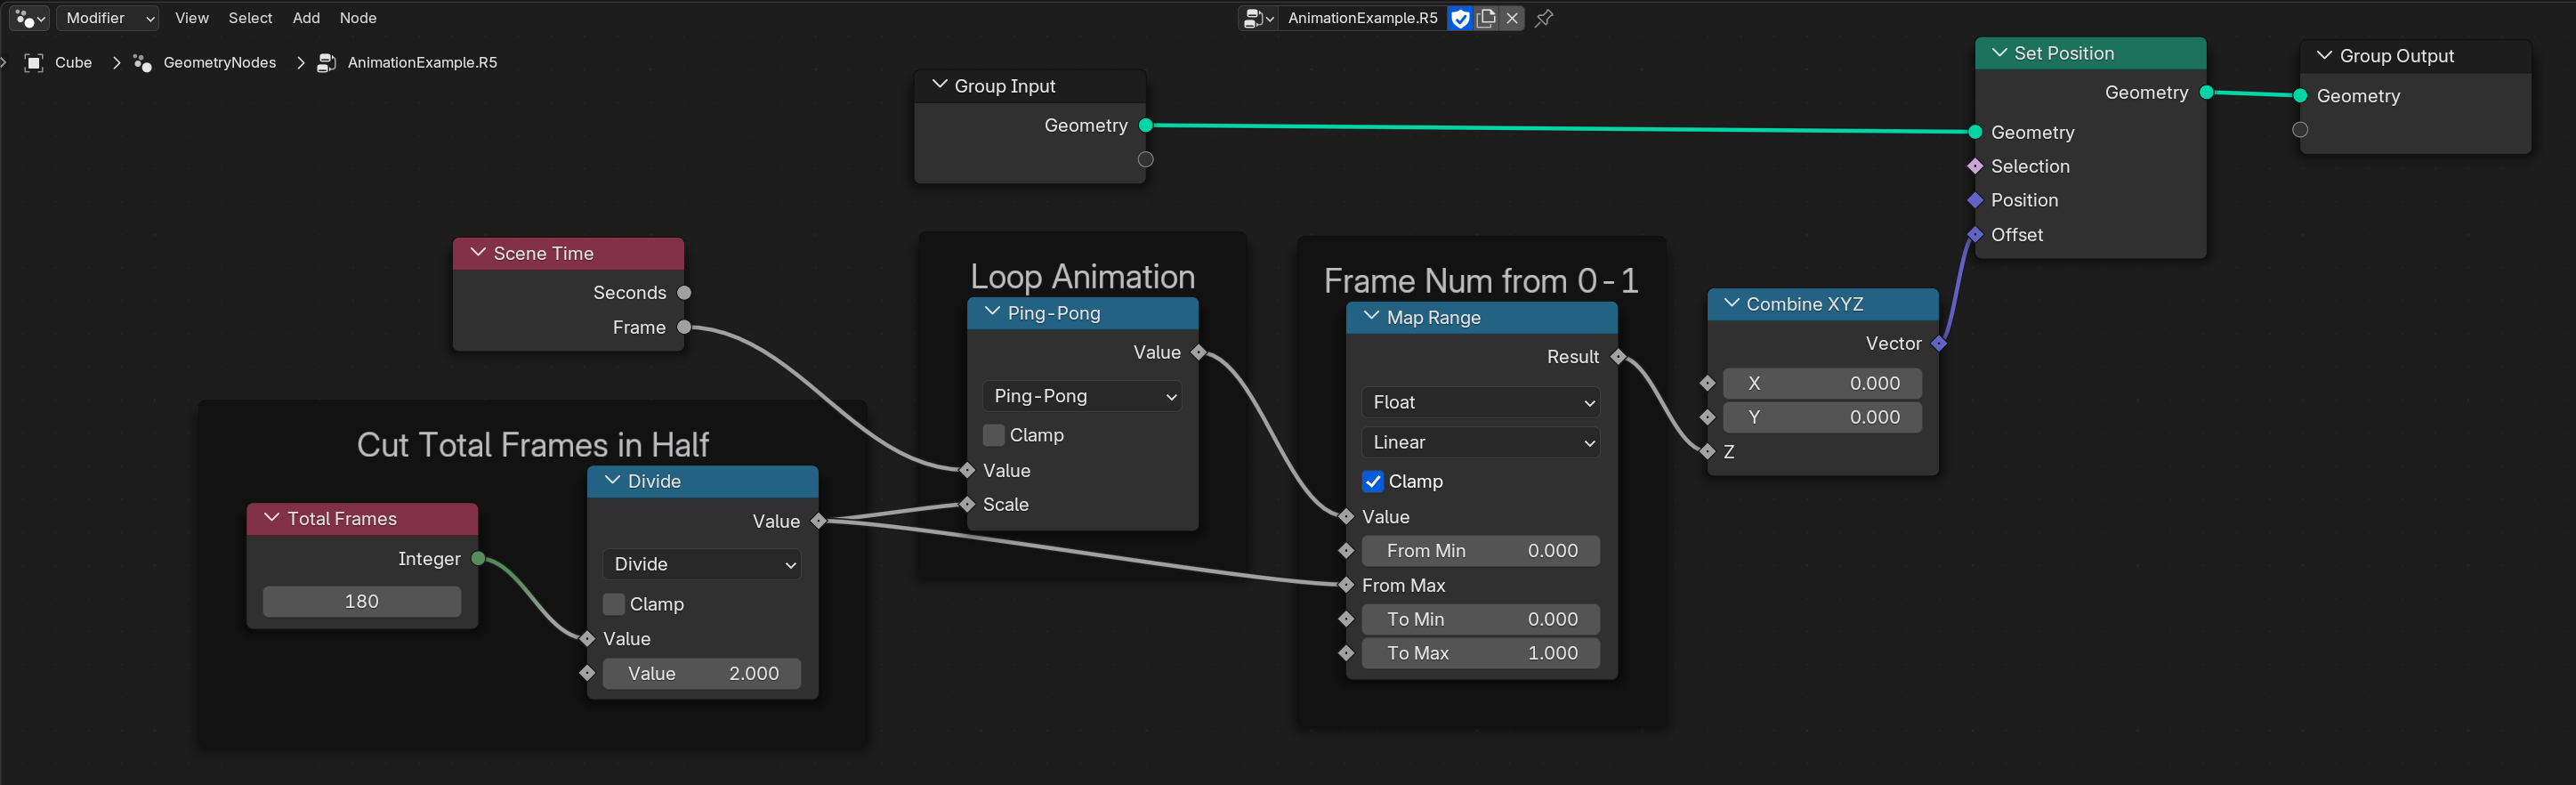 Modifier View Select Add Node
AnimationExample.R5
Cube GeometryNodes AnimationExample.R5
Group Input
Geometry
Set Position
Geometry
Geometry
Selection
Position
Offset
Group Output
Geometry
Scene Time
Seconds
Frame
Loop Animation
Ping-Pong
Value
Ping-Pong
Clamp
Value
Scale
Frame Num from 0-1
Map Range
Result
Float
Linear
Clamp
Value
From Min 0.000
From Max
To Min 0.000
To Max 1.000
Combine XYZ
Vector
X 0.000
Y 0.000
Z
Cut Total Frames in Half
Total Frames
Integer
180
Divide
Value
Divide
Clamp
Value
Value 2.000